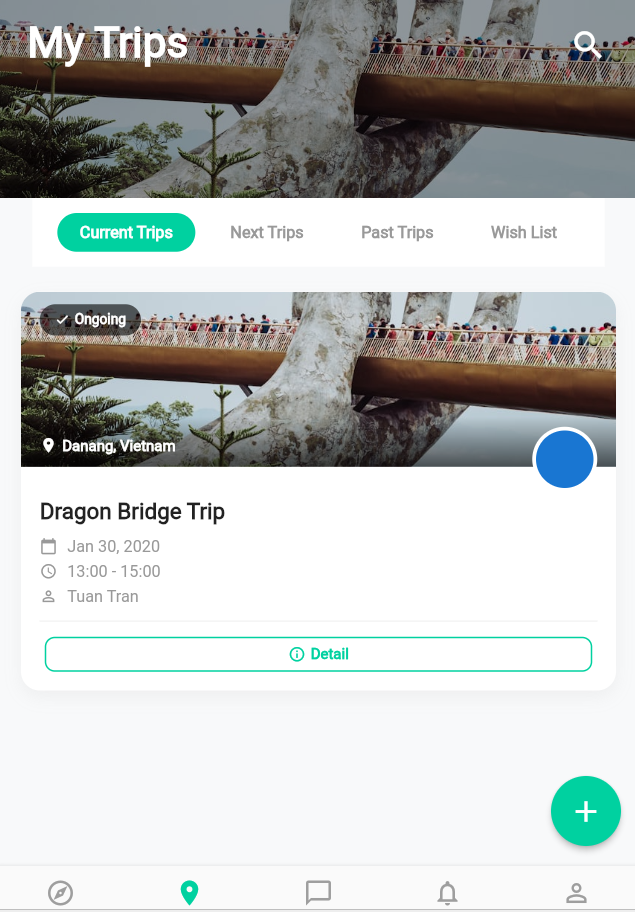 My Trips
Current Trips
Next Trips
Past Trips
Wish List
Ongoing
Danang, Vietnam
Dragon Bridge Trip
Jan 30, 2020
13:00 - 15:00
Tuan Tran
Detail